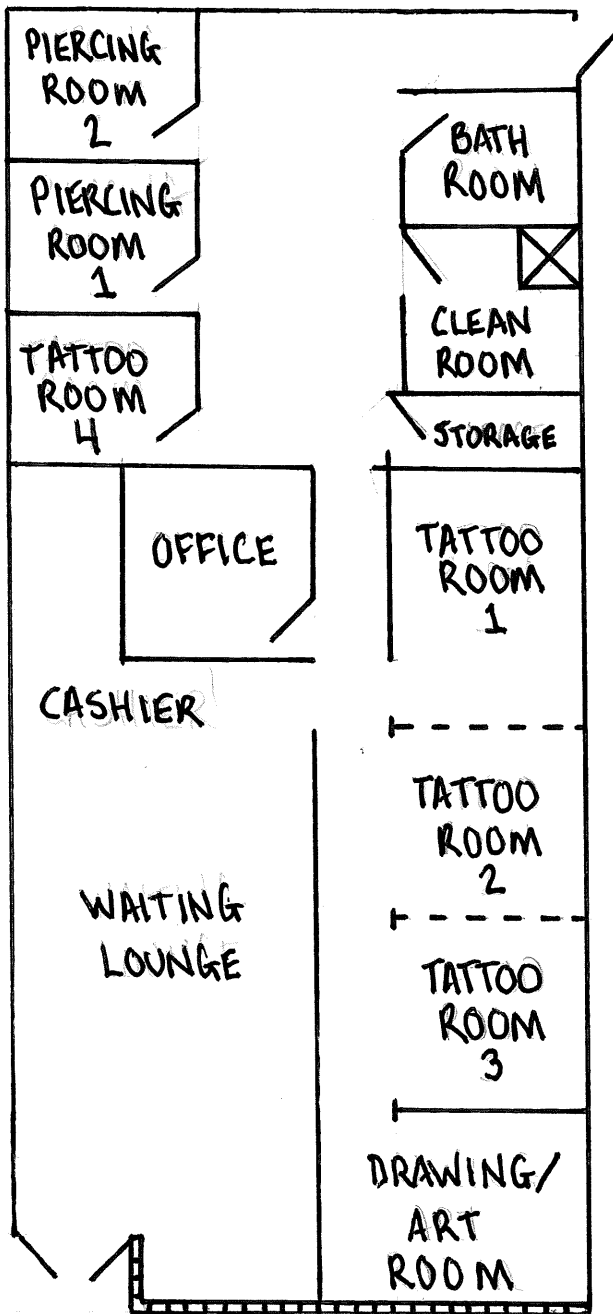 PIERCING
ROOM
2
BATH
ROOM
PIERCING
ROOM
1
CLEAN
ROOM
TATTOO
ROOM
4
STORAGE
OFFICE
TATTOO
ROOM
1
CASHIER
TATTOO
ROOM
2
WAITING
LOUNGE
TATTOO
ROOM
3
DRAWING/
ART
ROOM